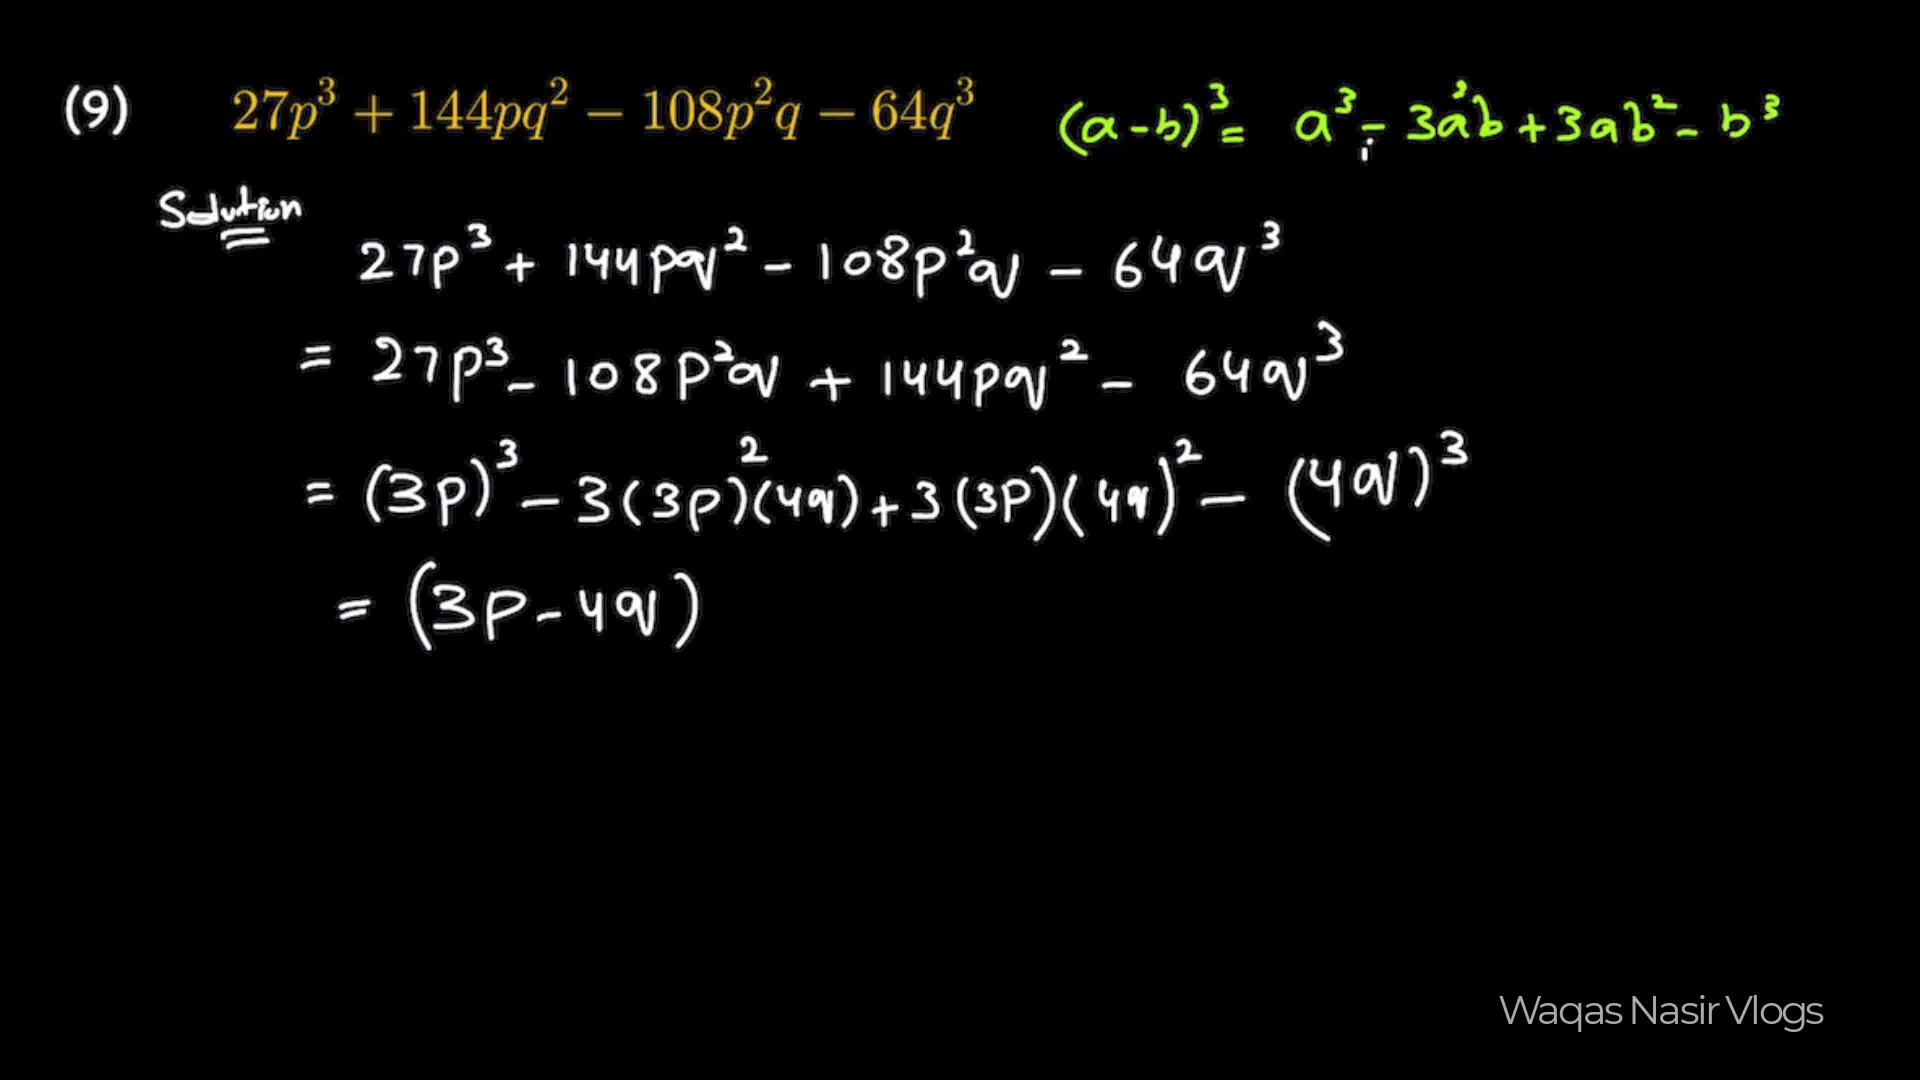 (9) 27p³ + 144pq² − 108p²q − 64q³ (a-b)³ = a³ - 3a²b + 3ab² - b³
Solution
27p³ + 144pq² - 108p²q - 64q³
= 27p³ - 108p²q + 144pq² - 64q³
= (3p)³ - 3(3p)²(4q) + 3(3p)(4q)² - (4q)³
= (3p-4q)
Waqas Nasir Vlogs